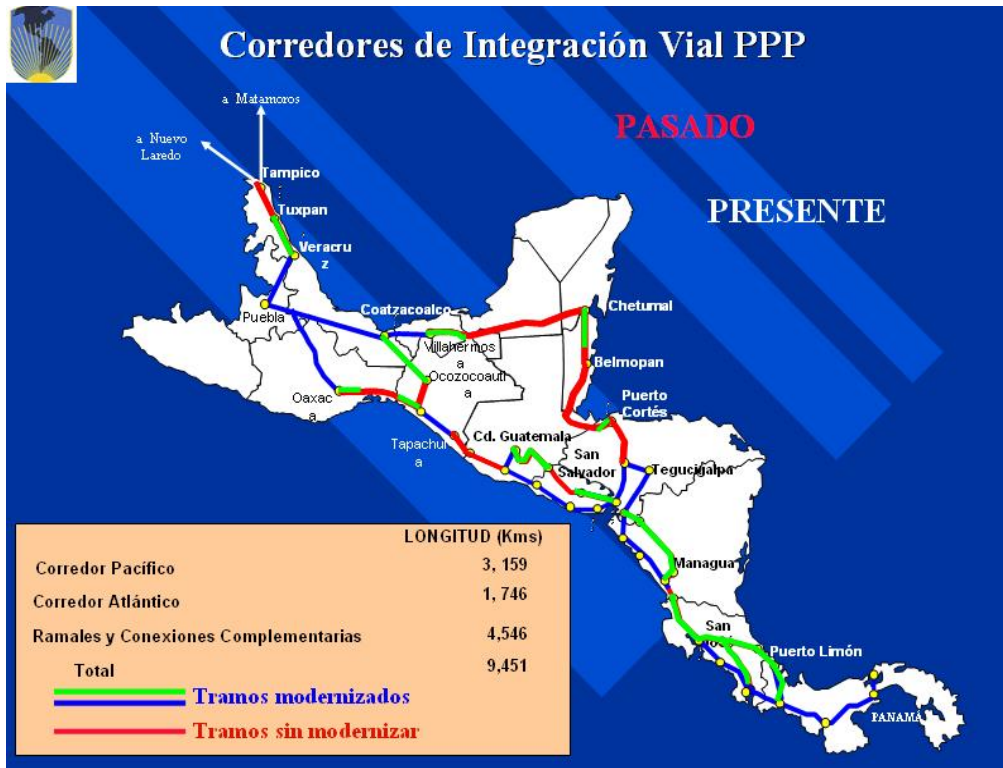 Corredores de Integración Vial PPP
a Matamoros
PASADO
a Nuevo
Laredo
Tampico
Tuxpan
PRESENTE
Veracru
z
Coatzacoalco
Chetumal
Puebla
Villahermos
a
Belmopan
Ocozocoautl
a
Oaxac
a
Puerto
Cortés
Tapachul
a
Cd. Guatemala
San
Salvador
Tegucigalpa
LONGITUD (Kms)
Corredor Pacífico 3, 159
Corredor Atlántico 1, 746
Ramales y Conexiones Complementarias 4,546
Total 9,451
Tramos modernizados
Tramos sin modernizar
Managua
San
José
Puerto Limón
PANAMÁ